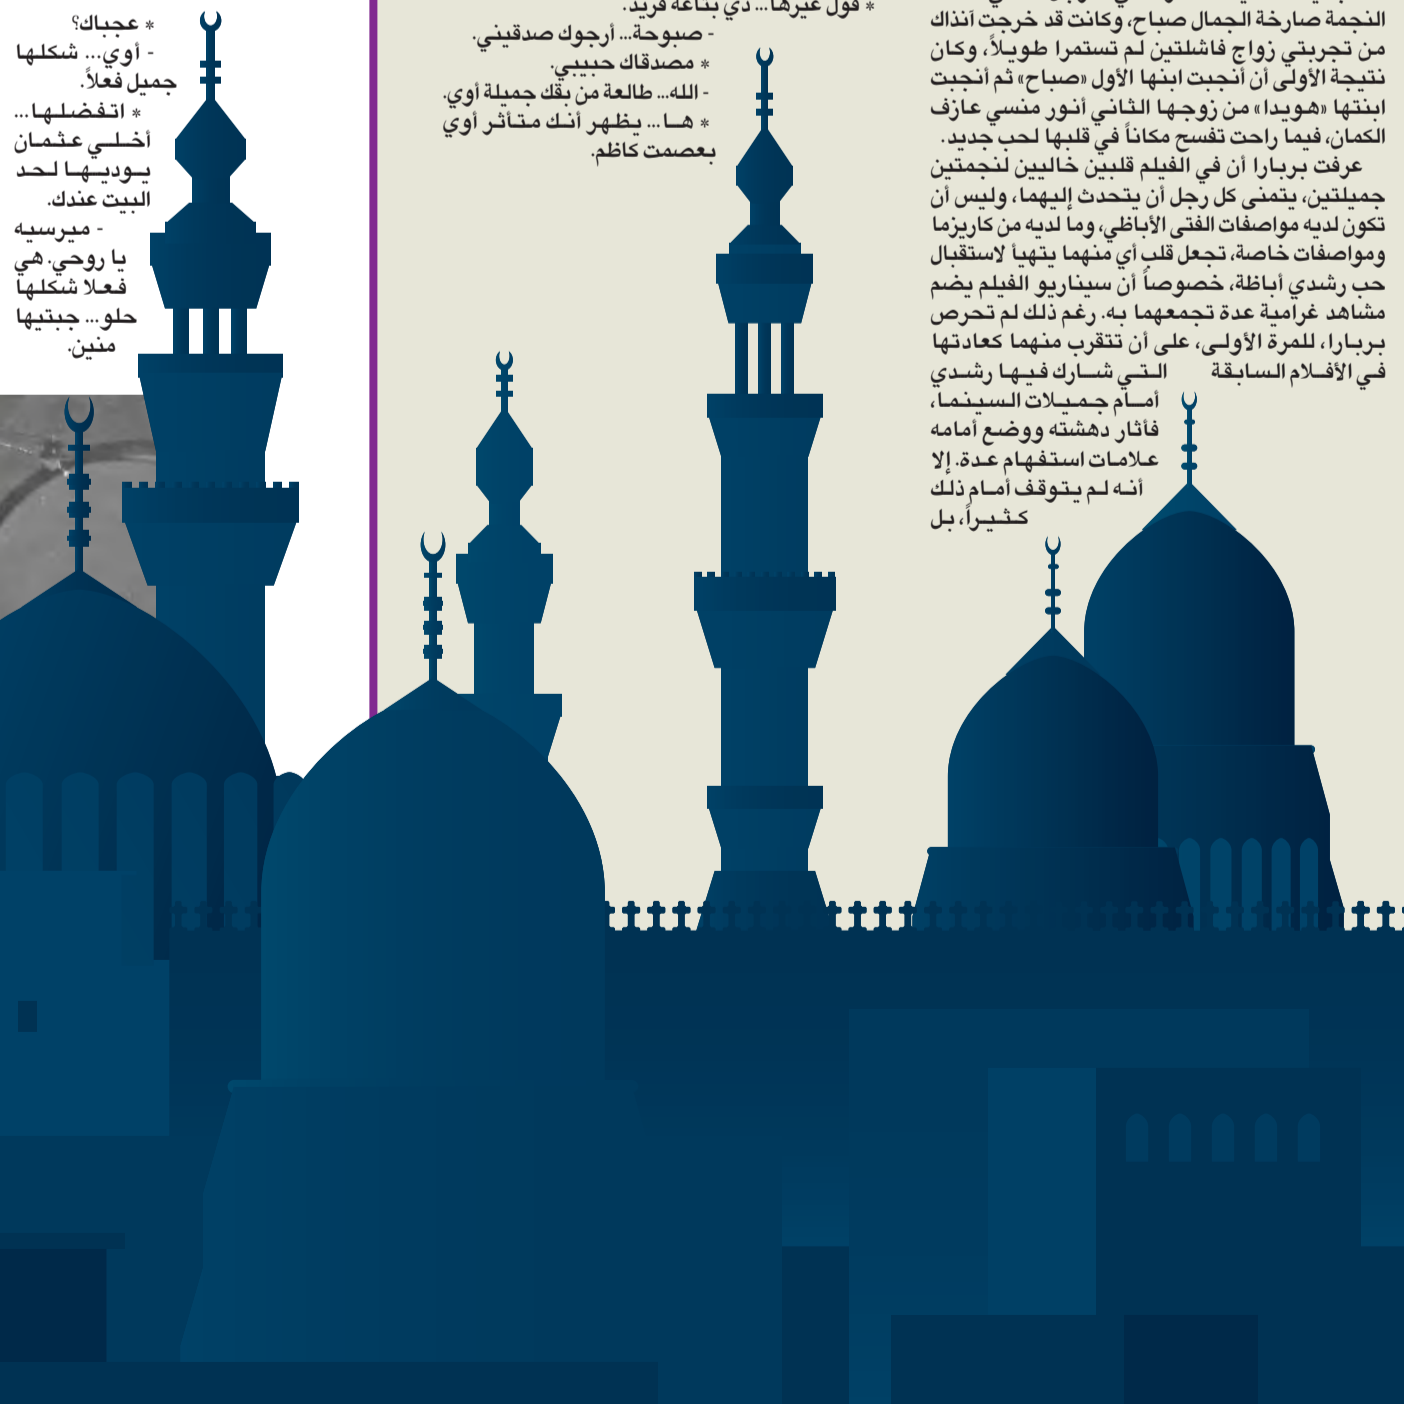 النجمة صارخة الجمال صباح، وكانت قد خرجت آنذاك
من تجربتي زواج فاشلتين لم تستمرا طويلاً، وكان
نتيجة الأولى أن أنجبت ابنها الأول «صباح» ثم أنجبت
ابنتها «هويدا» من زوجها الثاني أنور منسي عازف
الكمان، فيما راحت تفسح مكاناً في قلبها لحب جديد.
عرفت بربارا أن في الفيلم قلبين خاليين لنجمتين
جميلتين، يتمنى كل رجل أن يتحدث إليهما، وليس أن
تكون لديه مواصفات الفتى الأباظي، وما لديه من كاريزما
ومواصفات خاصة، تجعل قلب أي منهما يتهيأ لاستقبال
حب رشدي أباظة، خصوصاً أن سيناريو الفيلم يضم
مشاهد غرامية عدة تجمعهما به. رغم ذلك لم تحرص
بربارا، للمرة الأولى، على أن تتقرب منهما كعادتها
في الأفلام السابقة التي شارك فيها رشدي
أمام جميلات السينما،
فأثار دهشته ووضع أمامه
علامات استفهام عدة. إلا
أنه لم يتوقف أمام ذلك
كثيراً، بل
* قول غيرها... دي بتاعة فريد.
- صبوحة... أرجوك صدقيني.
* مصدقاك حبيبي.
- الله... طالعة من بقك جميلة أوي.
* ها... يظهر أنك متأثر أوي
بعصمت كاظم.
* عجباك؟
- أوي... شكلها
جميل فعلاً.
* اتفضلها...
أخلي عثمان
يوديها لحد
البيت عندك.
- ميرسيه
يا روحي. هي
فعلا شكلها
حلو... جبتيها
منين.